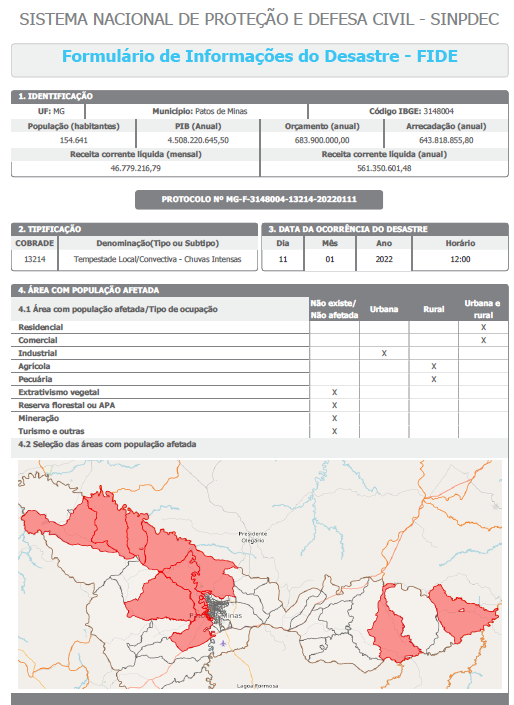 SISTEMA NACIONAL DE PROTEÇÃO E DEFESA CIVIL - SINPDEC
Formulário de Informações do Desastre - FIDE
1. IDENTIFICAÇÃO
UF: MG Município: Patos de Minas Código IBGE: 3148004
População (habitantes) PIB (Anual) Orçamento (anual) Arrecadação (anual)
154.641 4.508.220.645,50 683.900.000,00 643.818.855,80
Receita corrente líquida (mensal) Receita corrente líquida (anual)
46.779.216,79 561.350.601,48
PROTOCOLO Nº MG-F-3148004-13214-20220111
2. TIPIFICAÇÃO 3. DATA DA OCORRÊNCIA DO DESASTRE
COBRADE Denominação(Tipo ou Subtipo) Dia Mês Ano Horário
13214 Tempestade Local/Convectiva - Chuvas Intensas 11 01 2022 12:00
4. ÁREA COM POPULAÇÃO AFETADA
4.1 Área com população afetada/Tipo de ocupação Não existe/ Não afetada Urbana Rural Urbana e rural
Residencial X
Comercial X
Industrial X
Agrícola X
Pecuária X
Extrativismo vegetal X
Reserva florestal ou APA X
Mineração X
Turismo e outras X
4.2 Seleção das áreas com população afetada
Presidente
Olegário
Minas
Lagoa Formosa